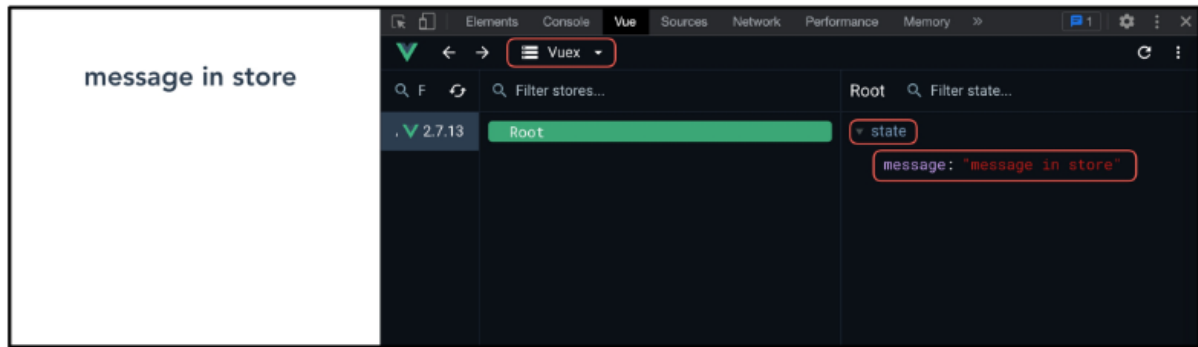 message in store
Elements Console Vue Sources Network Performance Memory » 1
Vuex
F Filter stores... Root Filter state...
. 2.7.13 Root state
message: "message in store"